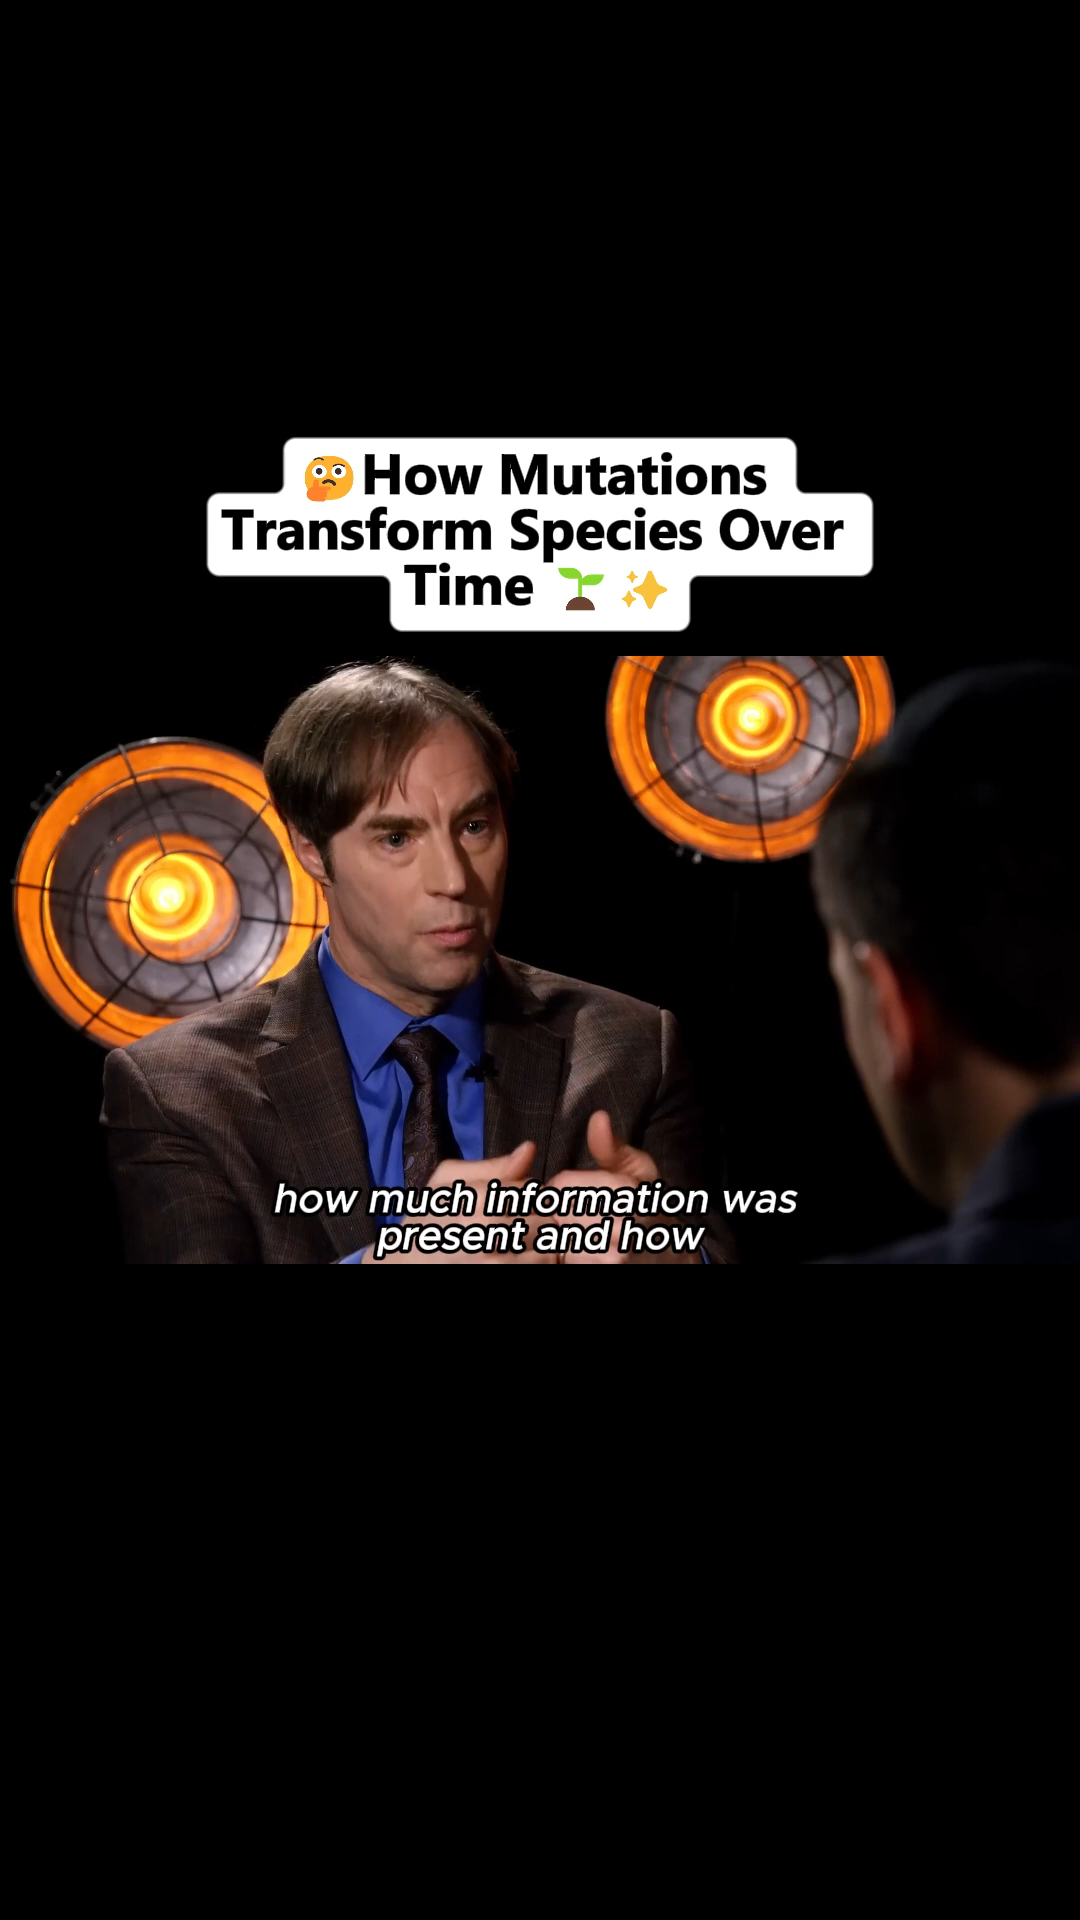 🤔How Mutations
Transform Species Over
Time 🌱 ✨
how much information was
present and how